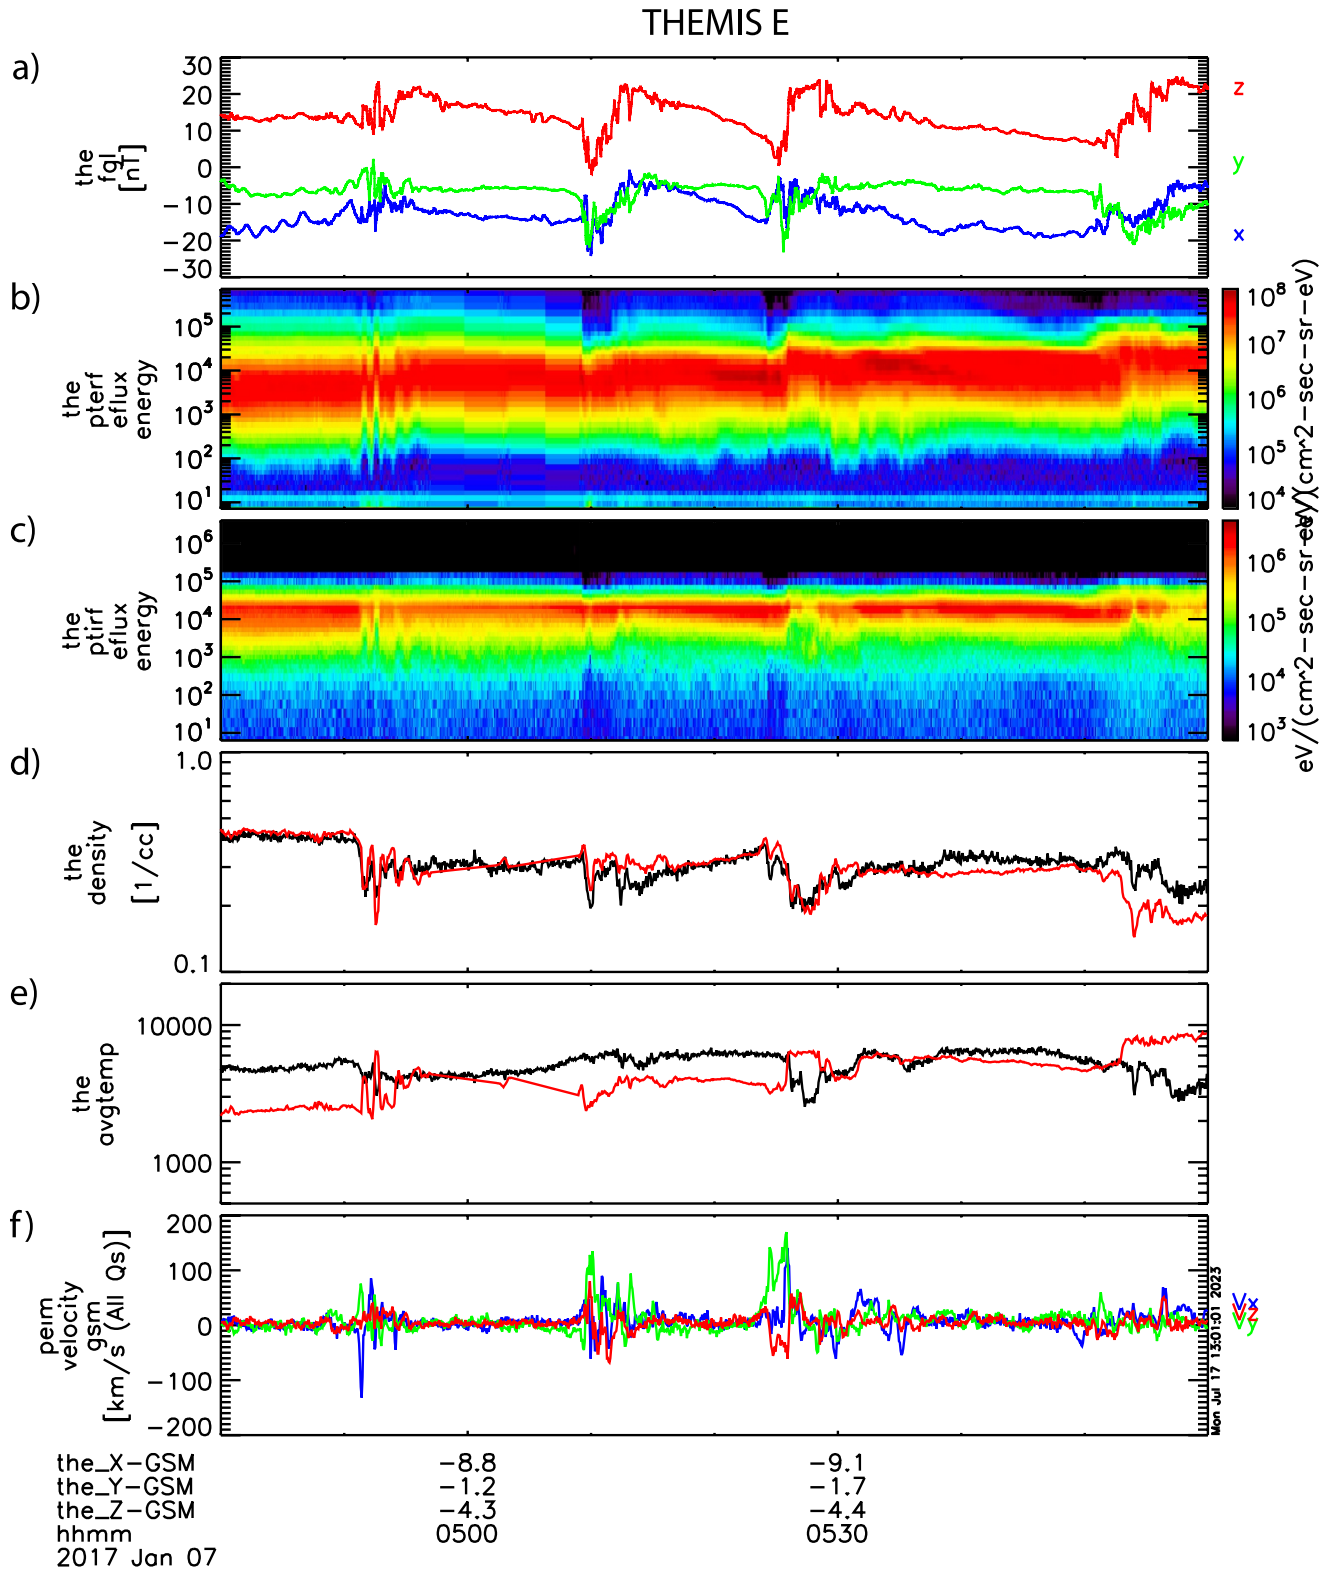 THEMIS E
a)
30
20
10
0
−10
−20
−30
the
fgl
[nT]
z
y
x
b)
10^5
10^4
10^3
10^2
10^1
the
pterf
eflux
energy
10^8
10^7
10^6
10^5
10^4
eV/(cm^2−sec−sr−eV)
c)
10^6
10^5
10^4
10^3
10^2
10^1
the
ptirf
eflux
energy
10^6
10^5
10^4
10^3
eV/(cm^2−sec−sr−eV)
d)
1.0
0.1
the
density
[1/cc]
e)
10000
1000
the
avgtemp
f)
200
100
0
−100
−200
peim
velocity
gsm
[km/s (All Qs)]
Vx
Vz
Vy
Mon Jul 17 13:01:01 2023
the_X−GSM −8.8 −9.1
the_Y−GSM −1.2 −1.7
the_Z−GSM −4.3 −4.4
hhmm 0500 0530
2017 Jan 07